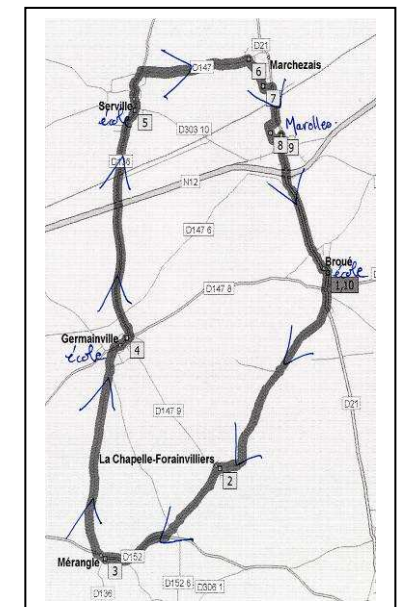 D21
Marchezais
D147
6
7
Serville
école
5
Marolles
D303 10
8 9
D136
N12
D147 6
Broué
école
1,10
D147 8
Germainville
école
4
D21
D147 9
La Chapelle-Forainvilliers
2
Mérangle
D152
3
D136
D152 6
D306 1